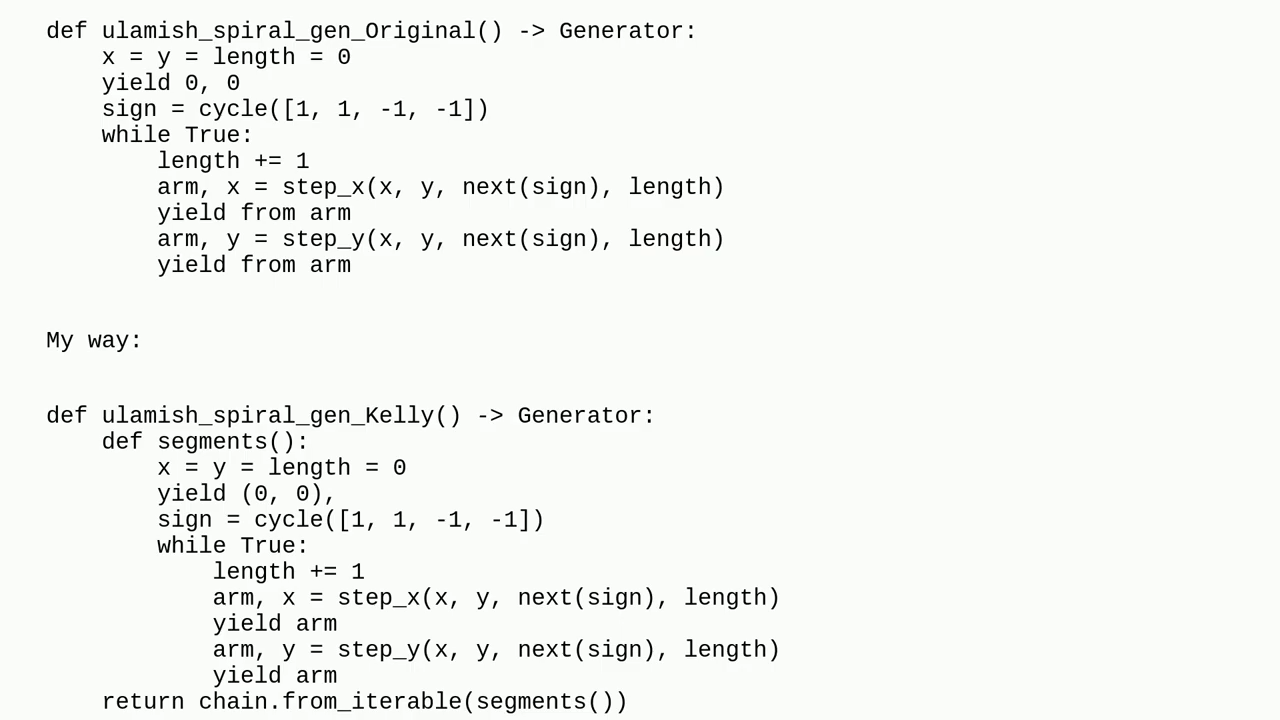 def ulamish_spiral_gen_Original() -> Generator:
    x = y = length = 0
    yield 0, 0
    sign = cycle([1, 1, -1, -1])
    while True:
        length += 1
        arm, x = step_x(x, y, next(sign), length)
        yield from arm
        arm, y = step_y(x, y, next(sign), length)
        yield from arm
My way:
def ulamish_spiral_gen_Kelly() -> Generator:
    def segments():
        x = y = length = 0
        yield (0, 0),
        sign = cycle([1, 1, -1, -1])
        while True:
            length += 1
            arm, x = step_x(x, y, next(sign), length)
            yield arm
            arm, y = step_y(x, y, next(sign), length)
            yield arm
    return chain.from_iterable(segments())